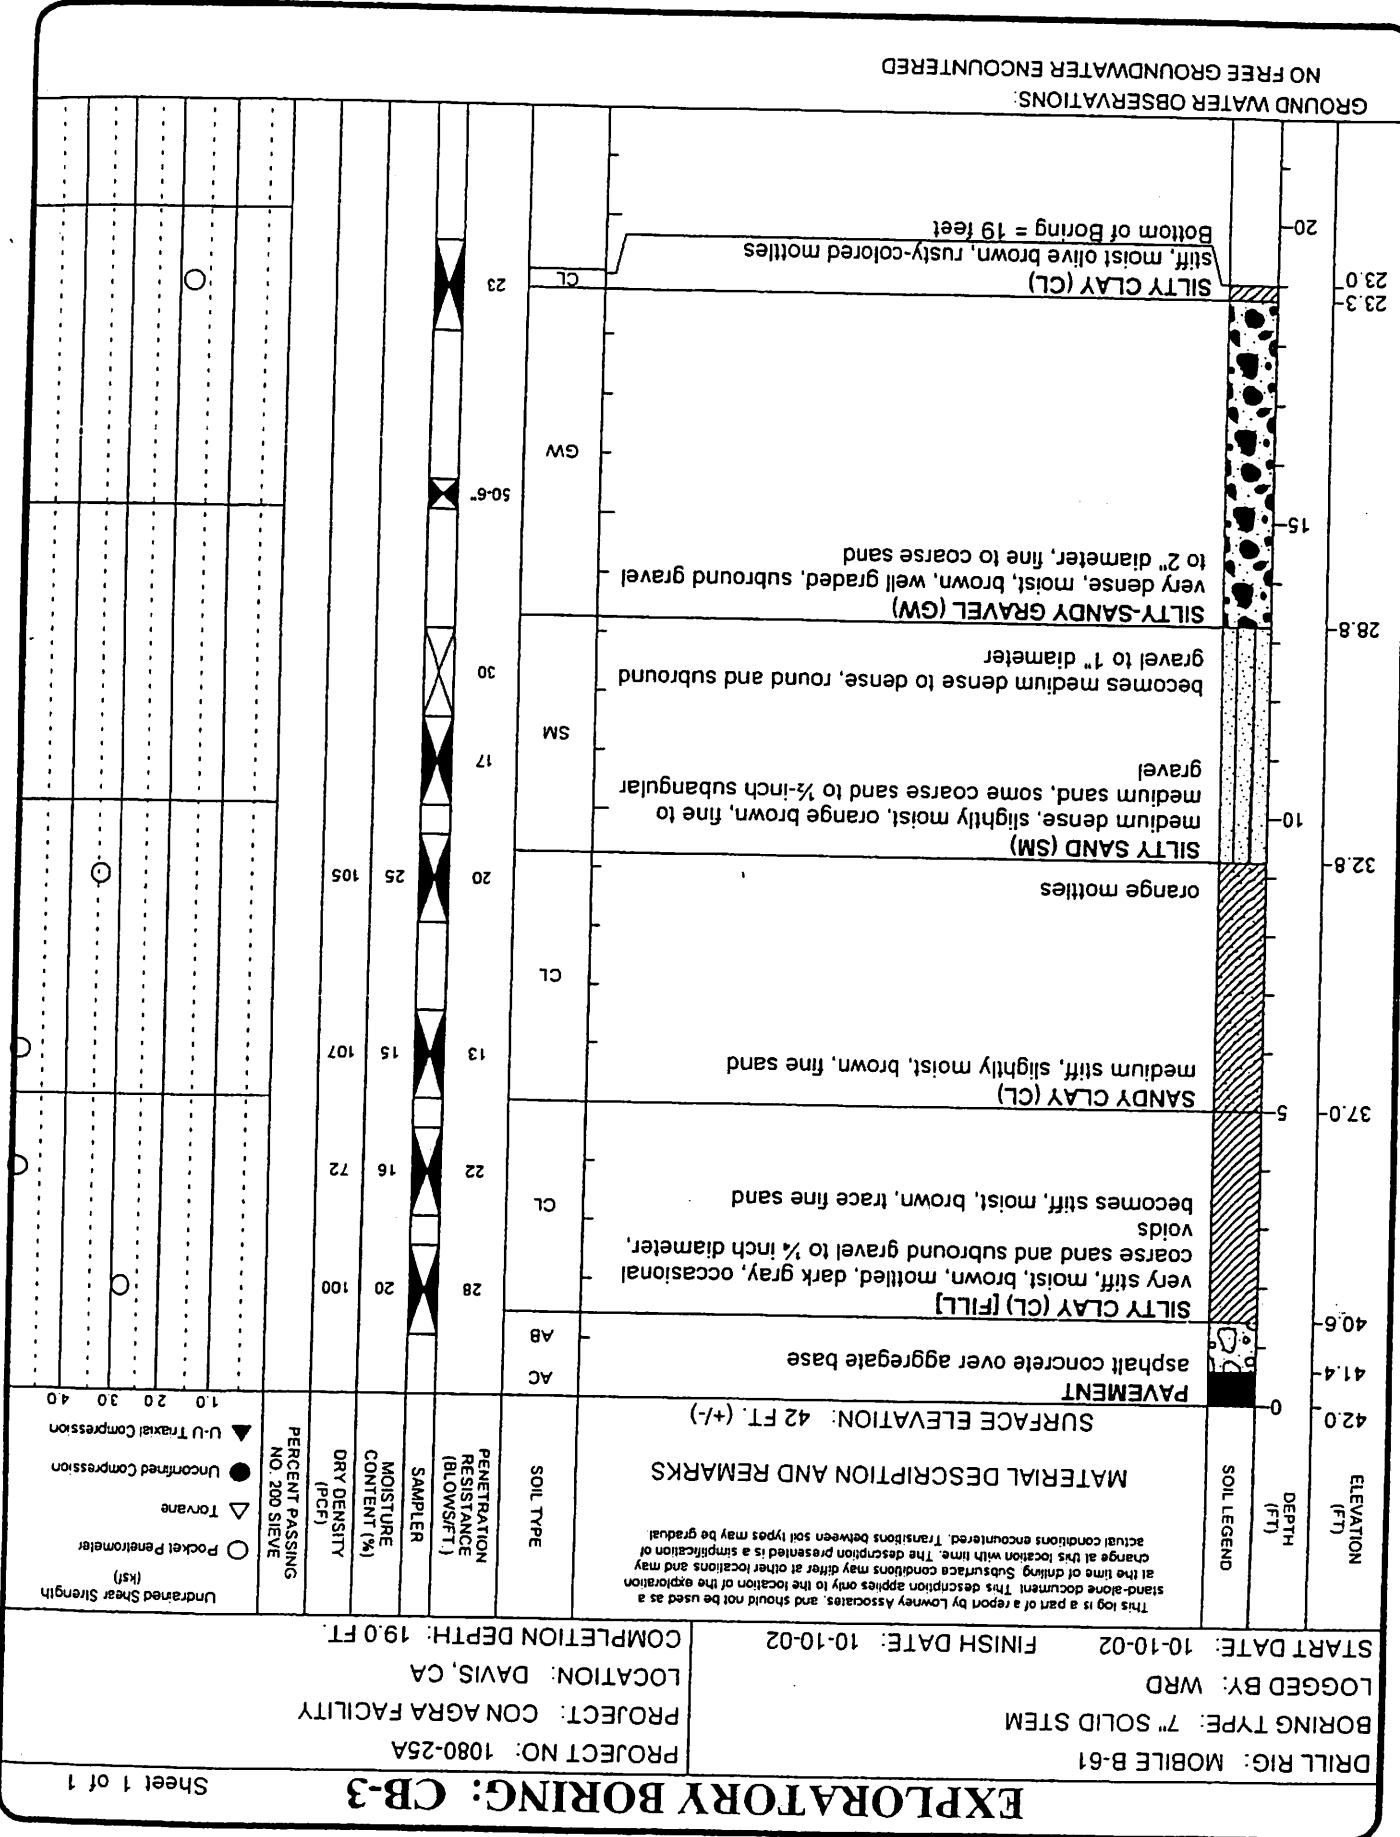 EXPLORATORY BORING: CB-3
Sheet 1 of 1
DRILL RIG: MOBILE B-61
BORING TYPE: 7" SOLID STEM
LOGGED BY: WRD
START DATE: 10-10-02 FINISH DATE: 10-10-02
PROJECT NO: 1080-25A
PROJECT: CON AGRA FACILITY
LOCATION: DAVIS, CA
COMPLETION DEPTH: 19.0 FT.
ELEVATION
(FT)
DEPTH
(FT)
SOIL LEGEND
This log is a part of a report by Lowney Associates, and should not be used as a
stand-alone document. This description applies only to the location of the exploration
at the time of drilling. Subsurface conditions may differ at other locations and may
change at this location with time. The description presented is a simplification of
actual conditions encountered. Transitions between soil types may be gradual.
MATERIAL DESCRIPTION AND REMARKS
SOIL TYPE
PENETRATION
RESISTANCE
(BLOWS/FT.)
SAMPLER
MOISTURE
CONTENT (%)
DRY DENSITY
(PCF)
PERCENT PASSING
NO. 200 SIEVE
Undrained Shear Strength
(ksf)
Pocket Penetrometer
Torvane
Unconfined Compression
U-U Triaxial Compression
1.0 2.0 3.0 4.0
SURFACE ELEVATION: 42 FT. (+/-)
42.0
0
PAVEMENT
asphalt concrete over aggregate base
AC
41.4
AB
40.6
SILTY CLAY (CL) [FILL]
very stiff, moist, brown, mottled, dark gray, occasional
coarse sand and subround gravel to ¼ inch diameter,
voids
becomes stiff, moist, brown, trace fine sand
CL
28 20 100
22 16 72
37.0
5
SANDY CLAY (CL)
medium stiff, slightly moist, brown, fine sand
CL
13 15 107
orange mottles
20 25 105
32.8
SILTY SAND (SM)
medium dense, slightly moist, orange brown, fine to
medium sand, some coarse sand to ½-inch subangular
gravel
10
SM
17
becomes medium dense to dense, round and subround
gravel to 1" diameter
30
28.8
SILTY-SANDY GRAVEL (GW)
very dense, moist, brown, well graded, subround gravel
to 2" diameter, fine to coarse sand
15
50-6"
GW
23.3
23.0
SILTY CLAY (CL)
stiff, moist olive brown, rusty-colored mottles
CL
23
Bottom of Boring = 19 feet
20
GROUND WATER OBSERVATIONS:
NO FREE GROUNDWATER ENCOUNTERED